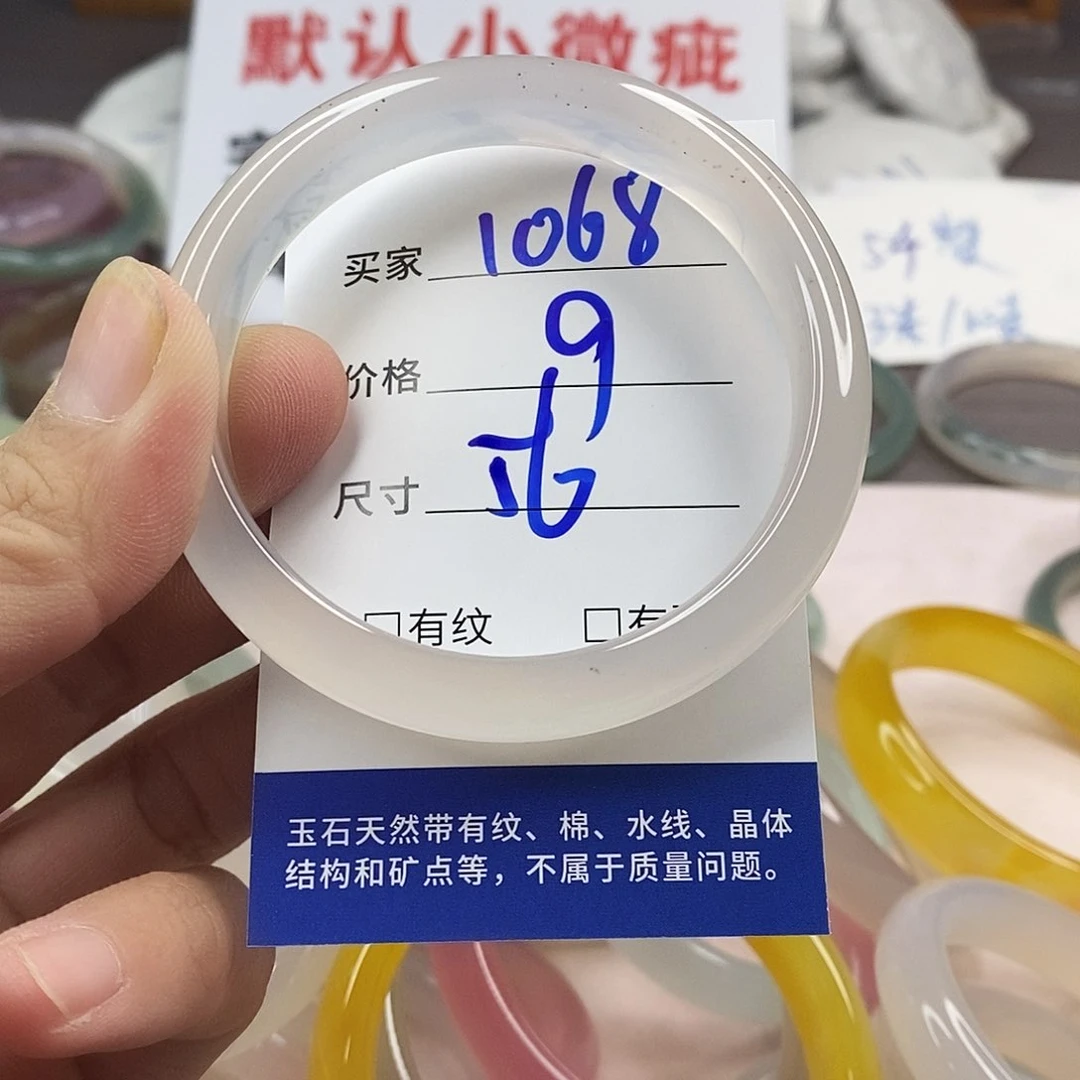 默认小微疵
买家 1068
价格 9
尺寸 56
□有纹 □有
玉石天然带有纹、棉、水线、晶体
结构和矿点等，不属于质量问题。